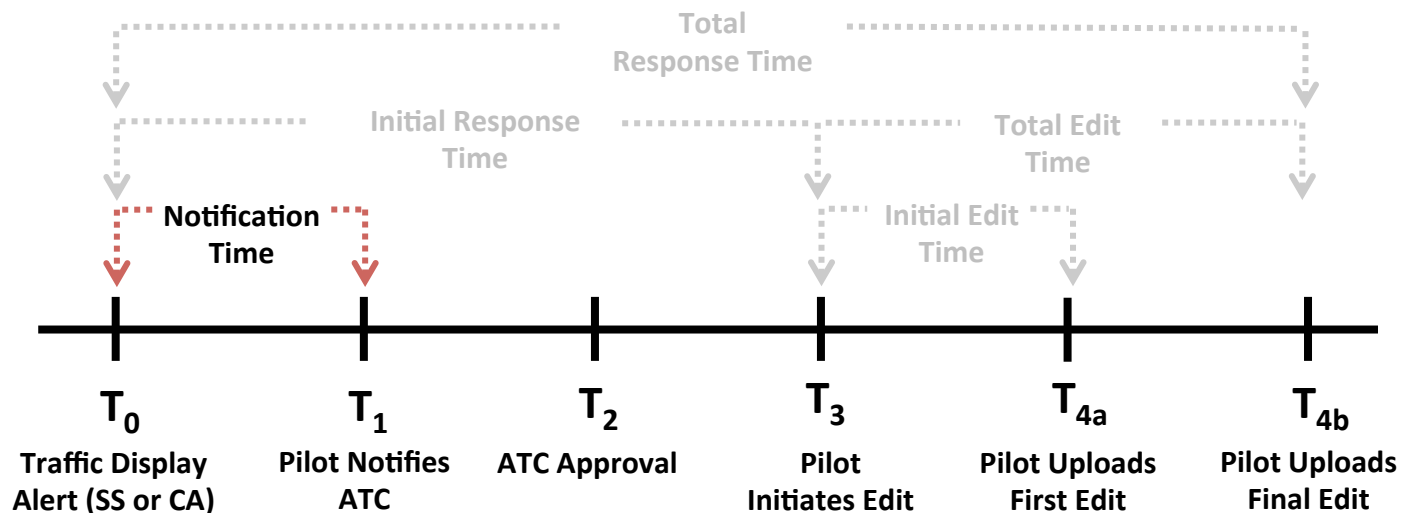 Total
Response Time
Initial Response
Time
Total Edit
Time
Notification
Time
Initial Edit
Time
T0
T1
T2
T3
T4a
T4b
Traffic Display
Alert (SS or CA)
Pilot Notifies
ATC
ATC Approval
Pilot
Initiates Edit
Pilot Uploads
First Edit
Pilot Uploads
Final Edit